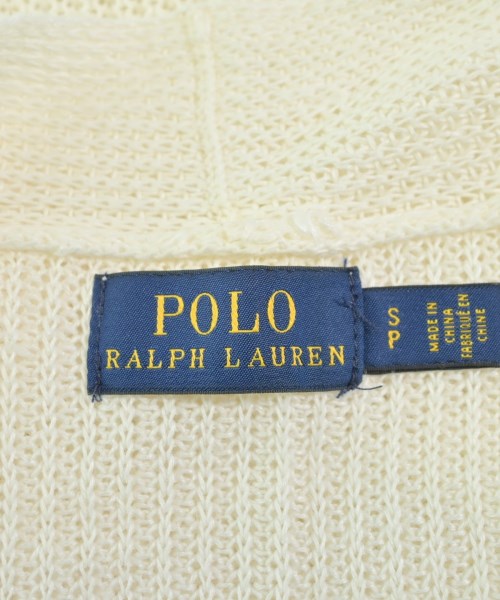 POLO
RALPH LAUREN
S
P
MADE IN
CHINA
FABRIQUÉ EN
CHINE